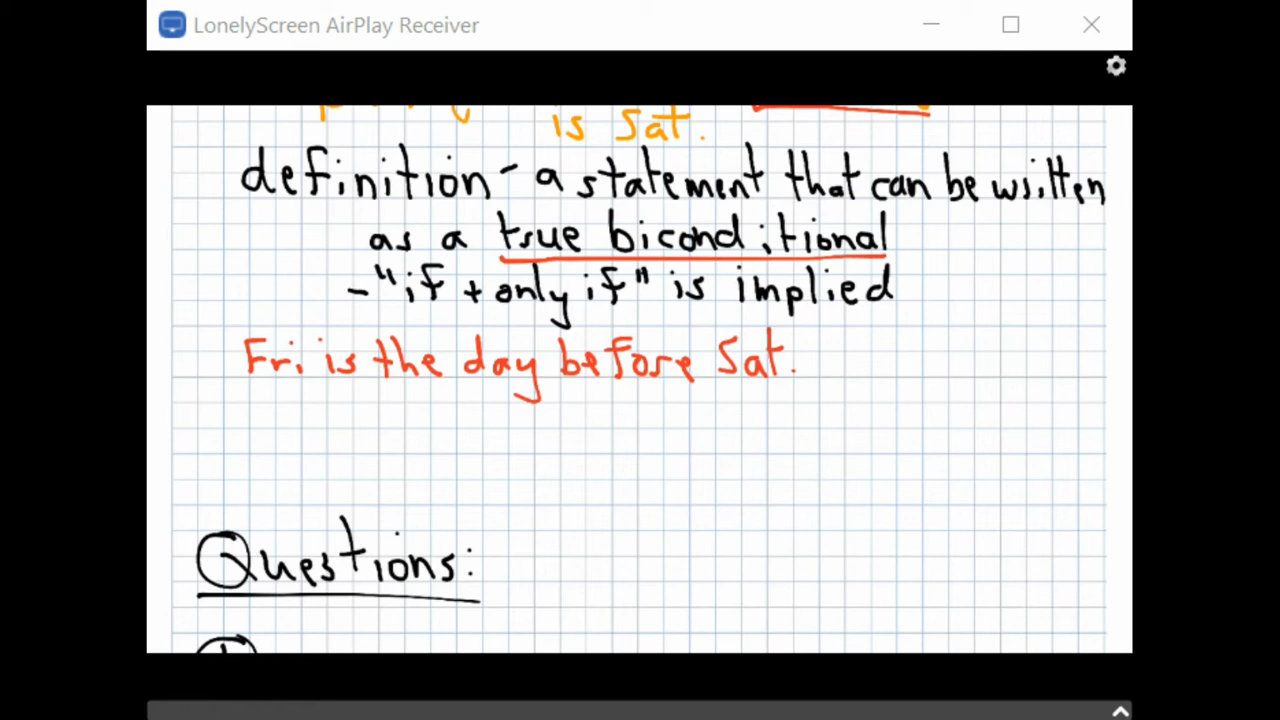 LonelyScreen AirPlay Receiver
is Sat.
definition - a statement that can be written
as a true biconditional
- "if + only if" is implied
Fri. is the day before Sat.
Questions: